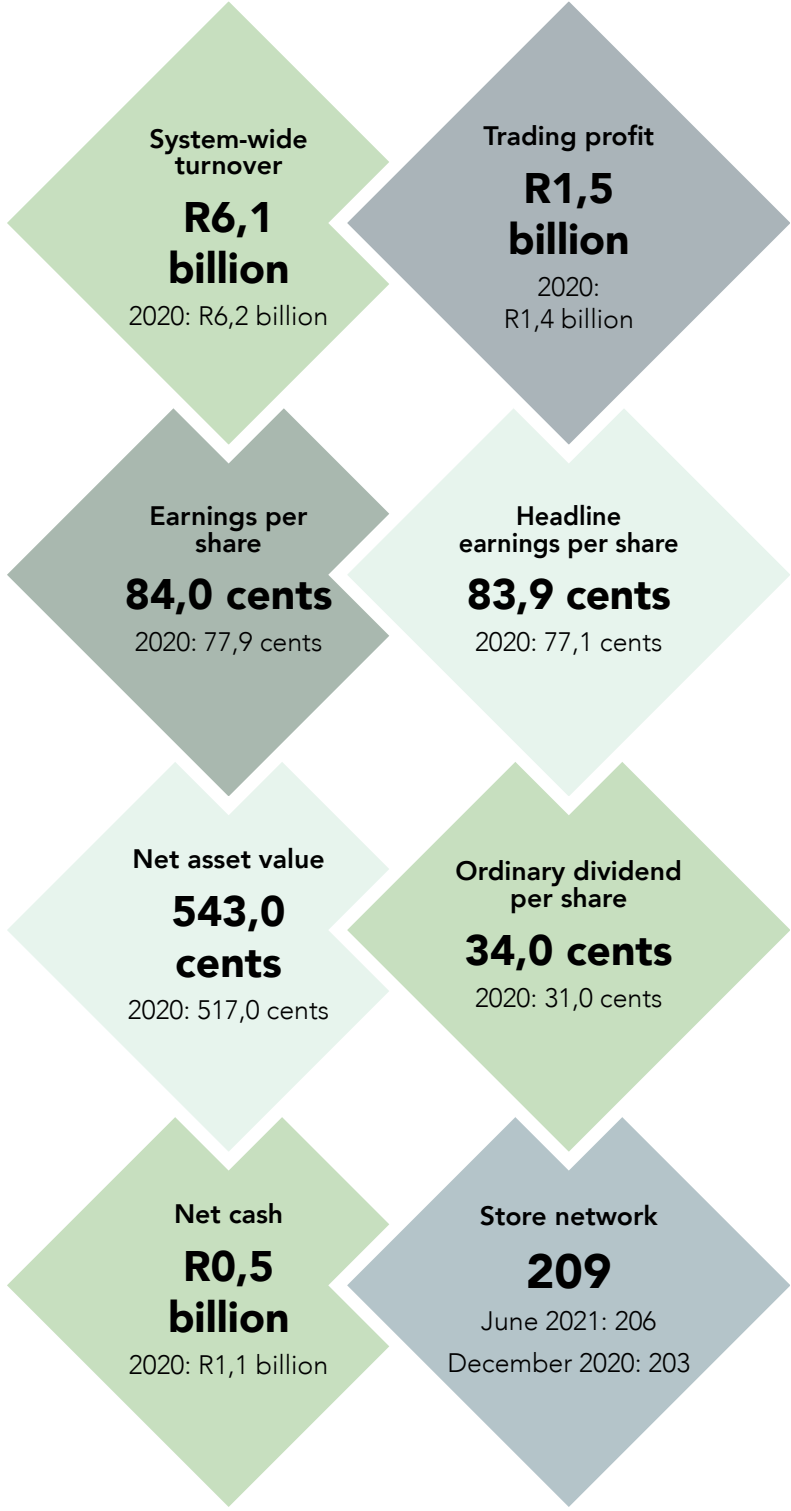 System-wide
turnover
R6,1
billion
2020: R6,2 billion
Trading profit
R1,5
billion
2020:
R1,4 billion
Earnings per
share
84,0 cents
2020: 77,9 cents
Headline
earnings per share
83,9 cents
2020: 77,1 cents
Net asset value
543,0
cents
2020: 517,0 cents
Ordinary dividend
per share
34,0 cents
2020: 31,0 cents
Net cash
R0,5
billion
2020: R1,1 billion
Store network
209
June 2021: 206
December 2020: 203